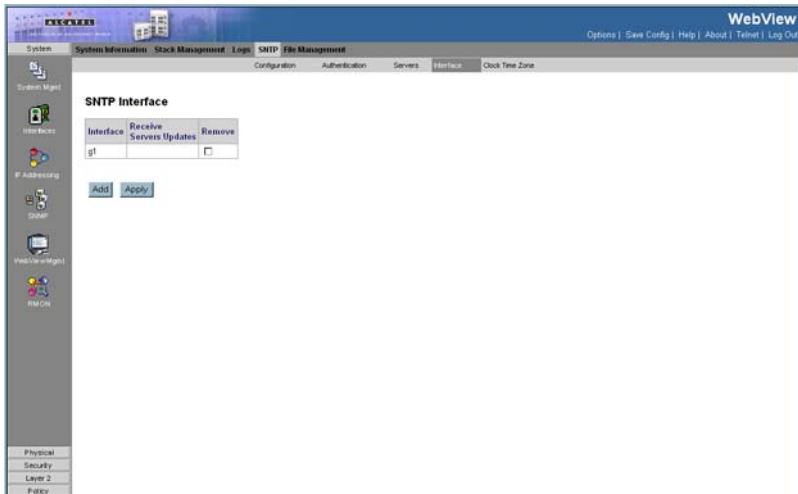 ALCATEL
WebView
Options | Save Config | Help | About | Telnet | Log Out
System
System Information Stack Management Logs SNTP File Management
Configuration Authentication Servers Interface Clock Time Zone
System Mgmt
Interfaces
IP Addressing
SNMP
WebView Mgmt
RMON
SNTP Interface
Interface Receive Servers Updates Remove
g1
Add Apply
Physical
Security
Layer 2
Policy